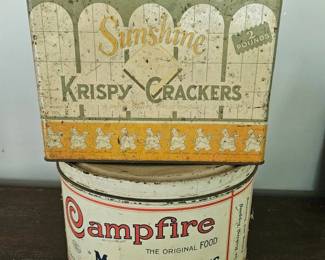 Sunshine
2
POUNDS
KRISPY CRACKERS
Campfire
THE ORIGINAL FOOD